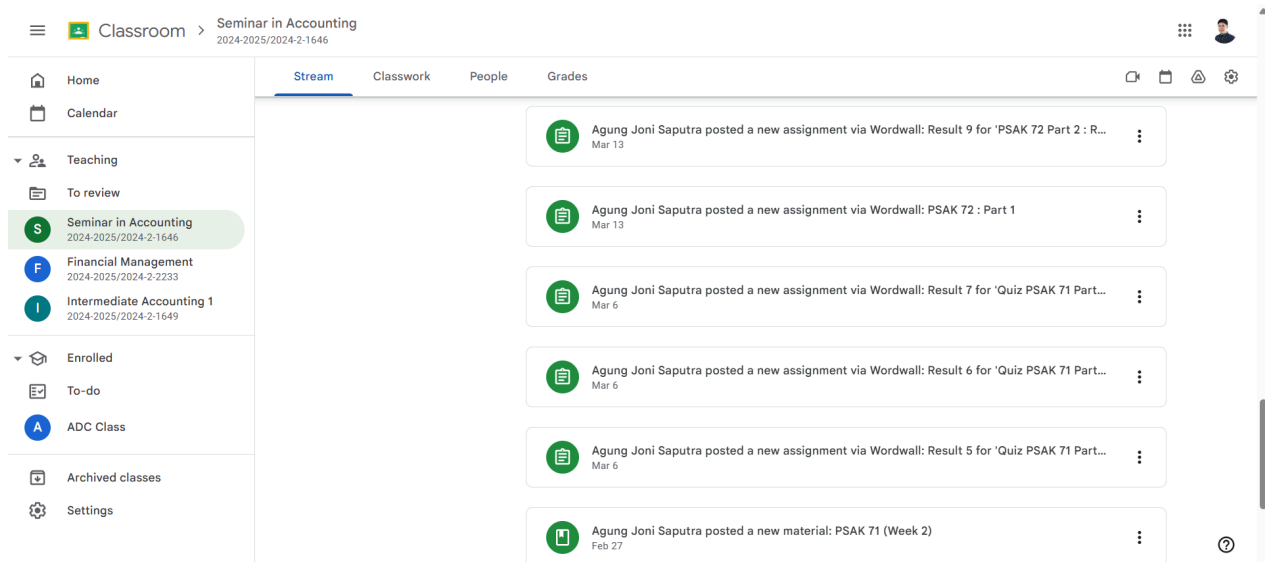 Classroom
Seminar in Accounting
2024-2025/2024-2-1646
Home
Calendar
Teaching
To review
S
Seminar in Accounting
2024-2025/2024-2-1646
F
Financial Management
2024-2025/2024-2-2233
I
Intermediate Accounting 1
2024-2025/2024-2-1649
Enrolled
To-do
A
ADC Class
Archived classes
Settings
Stream
Classwork
People
Grades
Agung Joni Saputra posted a new assignment via Wordwall: Result 9 for 'PSAK 72 Part 2 : R...
Mar 13
Agung Joni Saputra posted a new assignment via Wordwall: PSAK 72 : Part 1
Mar 13
Agung Joni Saputra posted a new assignment via Wordwall: Result 7 for 'Quiz PSAK 71 Part...
Mar 6
Agung Joni Saputra posted a new assignment via Wordwall: Result 6 for 'Quiz PSAK 71 Part...
Mar 6
Agung Joni Saputra posted a new assignment via Wordwall: Result 5 for 'Quiz PSAK 71 Part...
Mar 6
Agung Joni Saputra posted a new material: PSAK 71 (Week 2)
Feb 27